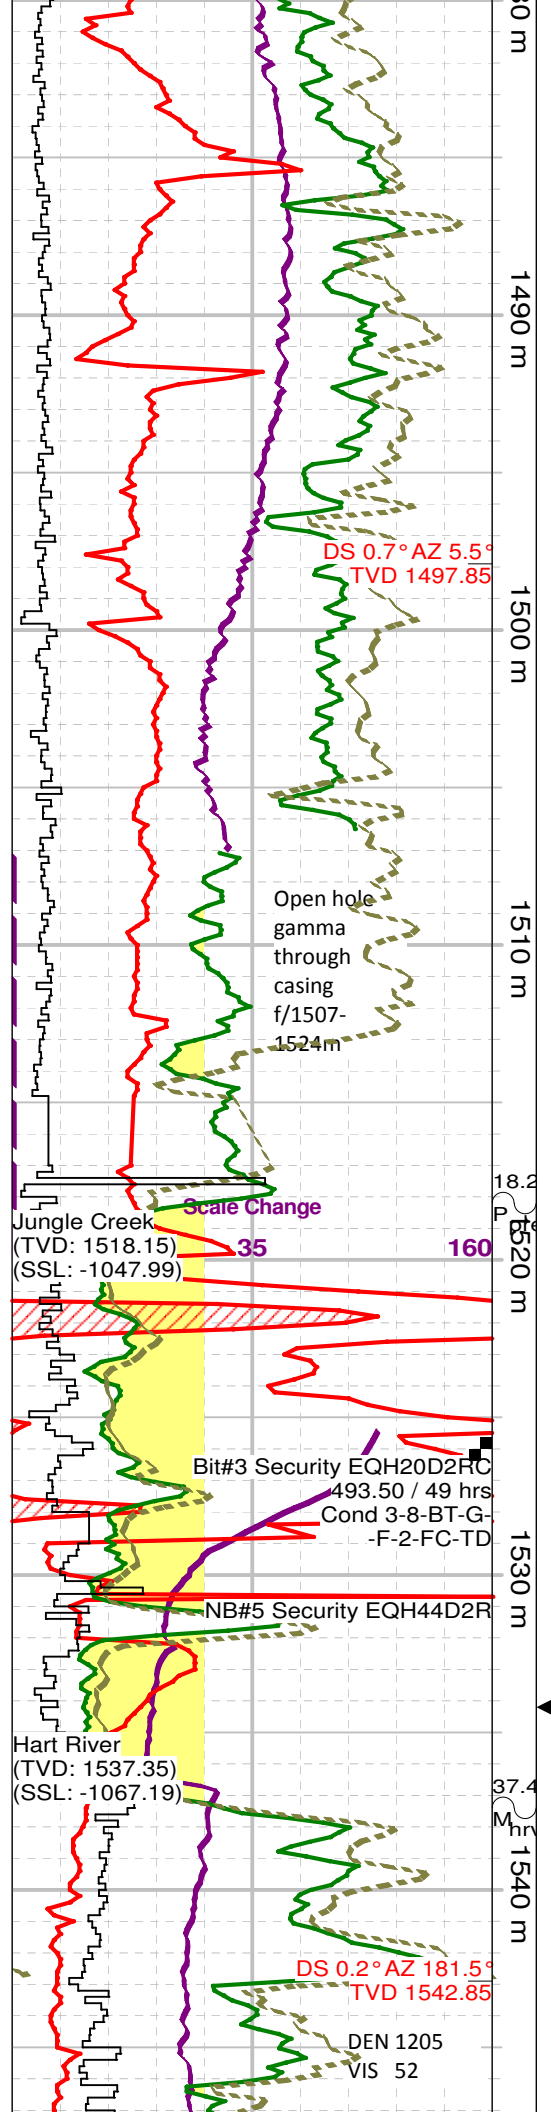 1490 m
DS 0.7° AZ 5.5°
TVD 1497.85
1500 m
Open hole
gamma
through
casing
f/1507-
1524m
1510 m
18.2
Scale Change
Jungle Creek
(TVD: 1518.15)
(SSL: -1047.99)
35
160
1520 m
Bit#3 Security EQH20D2RC
493.50 / 49 hrs
Cond 3-8-BT-G-
-F-2-FC-TD
1530 m
NB#5 Security EQH44D2R
Hart River
(TVD: 1537.35)
(SSL: -1067.19)
37.4
1540 m
DS 0.2° AZ 181.5°
TVD 1542.85
DEN 1205
VIS 52